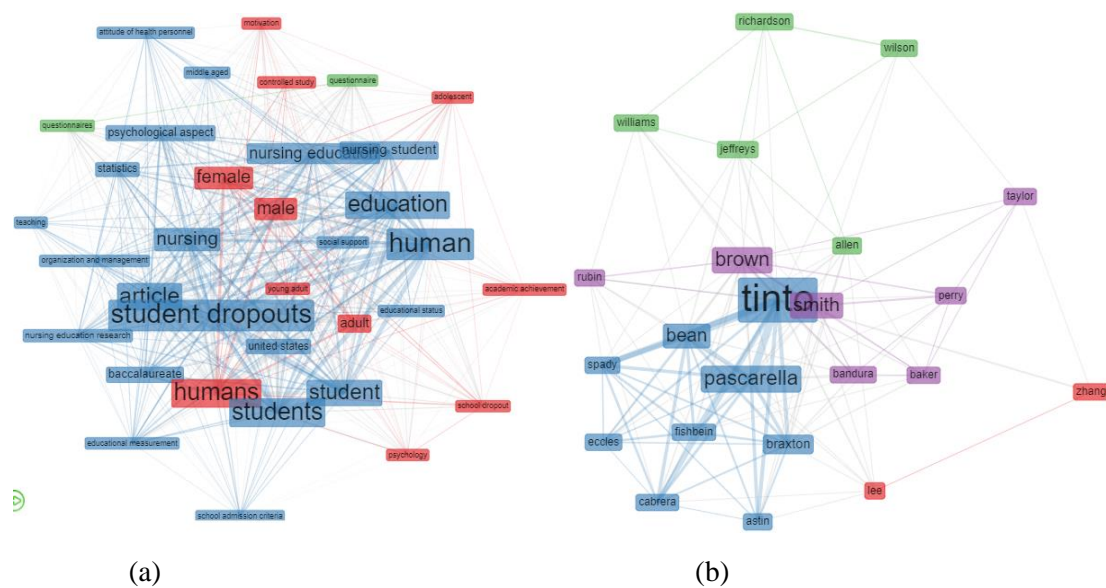 attitude of health personnel
motivation
middle aged
controlled study
questionnaire
adolescent
questionnaires
psychological aspect
nursing education
nursing student
statistics
female
male
education
teaching
nursing
social support
human
organization and management
young adult
academic achievement
article
student dropouts
adult
educational status
nursing education research
united states
baccalaureate
humans
student
students
school dropout
educational measurement
psychology
school admission criteria
(a)
richardson
wilson
williams
jeffreys
taylor
allen
rubin
brown
tinto
smith
perry
bean
spady
pascarella
bandura
baker
zhang
eccles
fishbein
braxton
lee
cabrera
astin
(b)